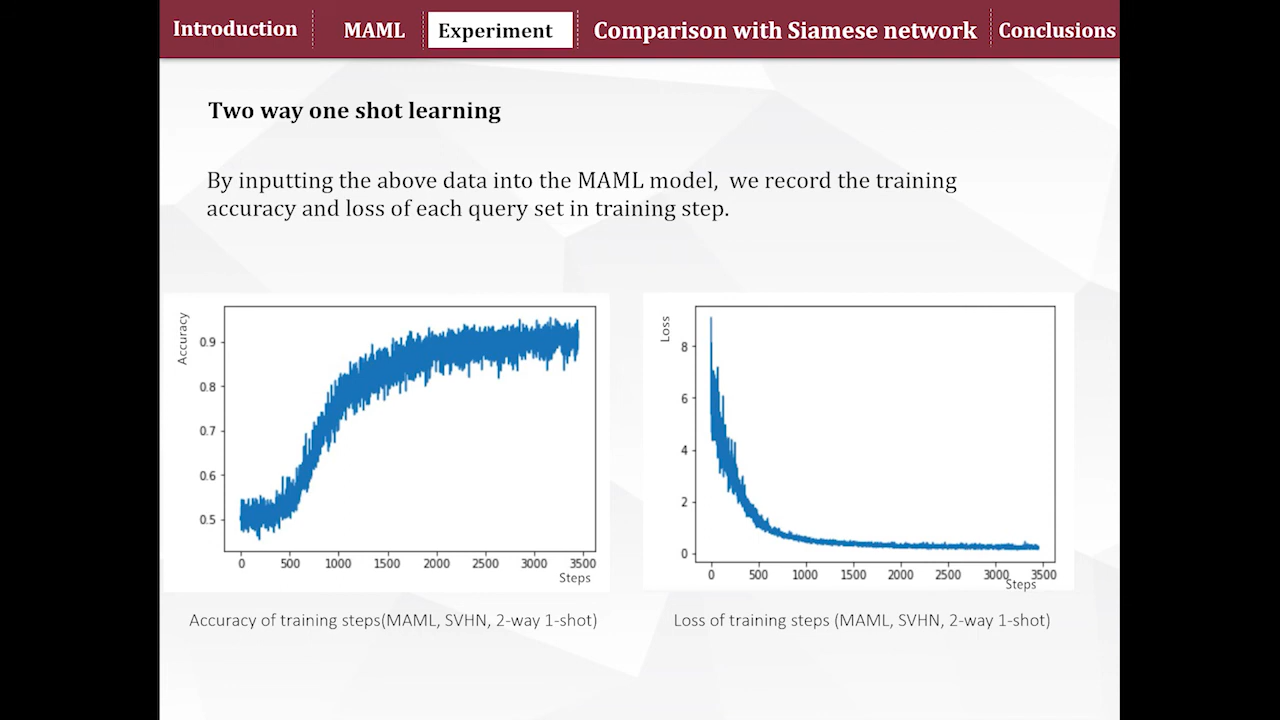 Introduction
MAML
Experiment
Comparison with Siamese network
Conclusions
Two way one shot learning
By inputting the above data into the MAML model, we record the training
accuracy and loss of each query set in training step.
Accuracy
0.9
0.8
0.7
0.6
0.5
0 500 1000 1500 2000 2500 3000 3500
Steps
Accuracy of training steps(MAML, SVHN, 2-way 1-shot)
Loss
8
6
4
2
0
0 500 1000 1500 2000 2500 3000 3500
Steps
Loss of training steps (MAML, SVHN, 2-way 1-shot)